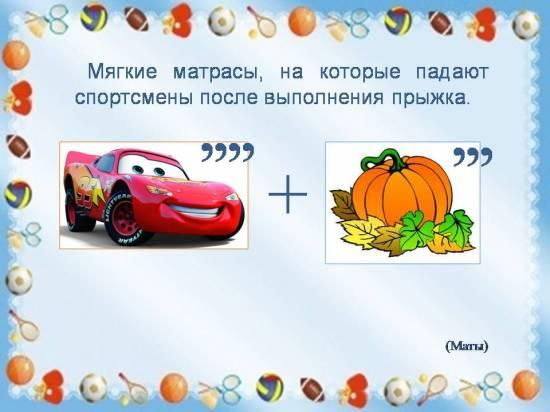 Мягкие матрасы, на которые падают
спортсмены после выполнения прыжка.
,,,, ,,,
+
(Маты)